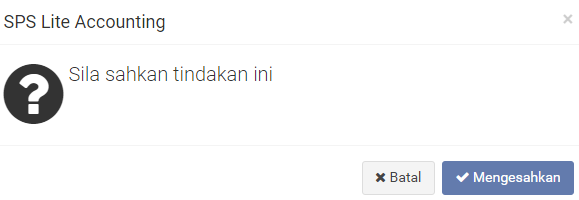 SPS Lite Accounting
Sila sahkan tindakan ini
Batal
Mengesahkan